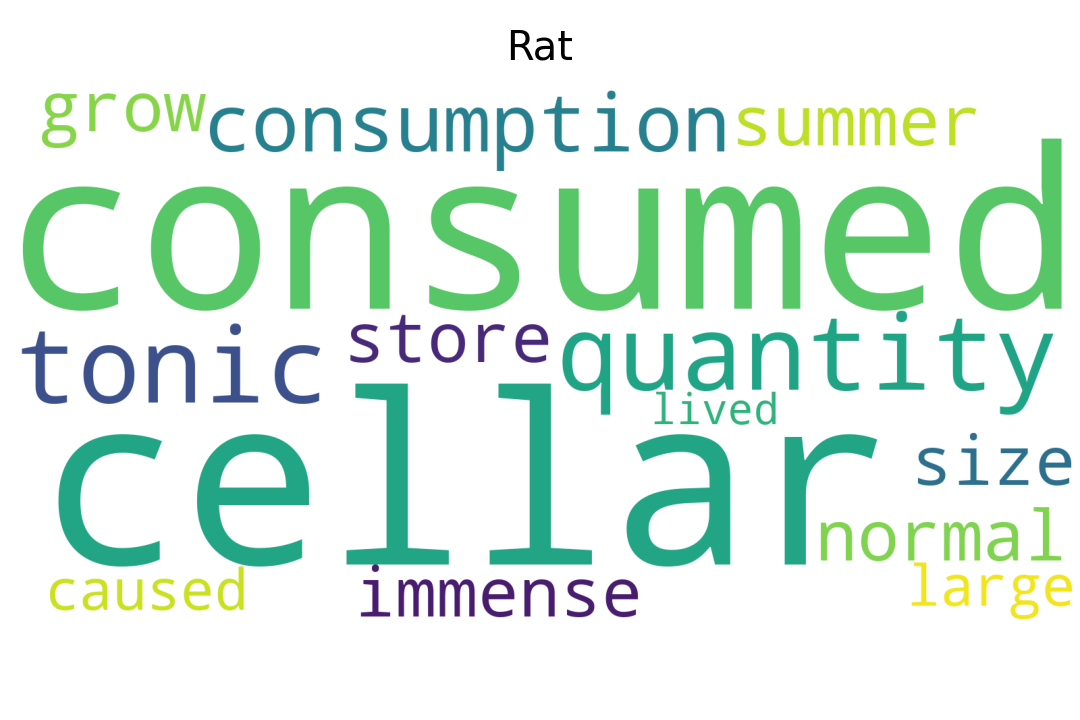 Rat
grow consumption summer
consumed
tonic store quantity
lived
cellar size
normal
caused immense large